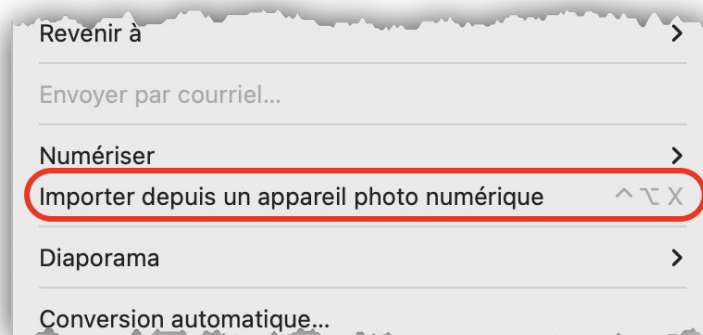 Revenir à
Envoyer par courriel...
Numériser
Importer depuis un appareil photo numérique ⌃ ⌥ X
Diaporama
Conversion automatique...